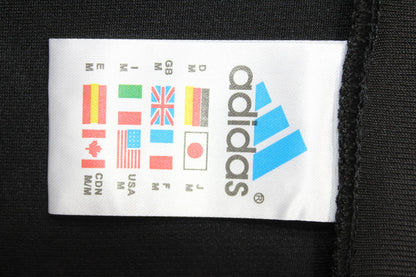 adidas®
D J
M M
GB F
M M
I USA
M M
E CDN
M M/M